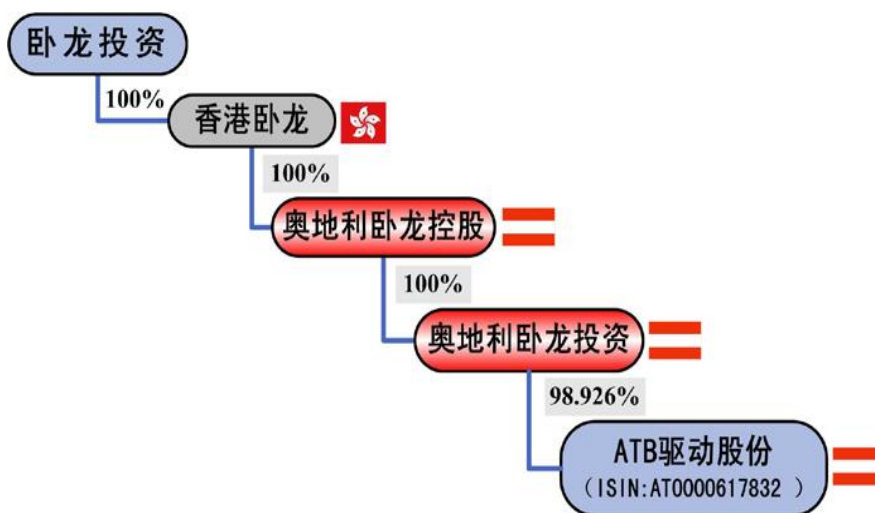 卧龙投资
100%
香港卧龙
100%
奥地利卧龙控股
100%
奥地利卧龙投资
98.926%
ATB驱动股份
（ISIN:AT0000617832 ）